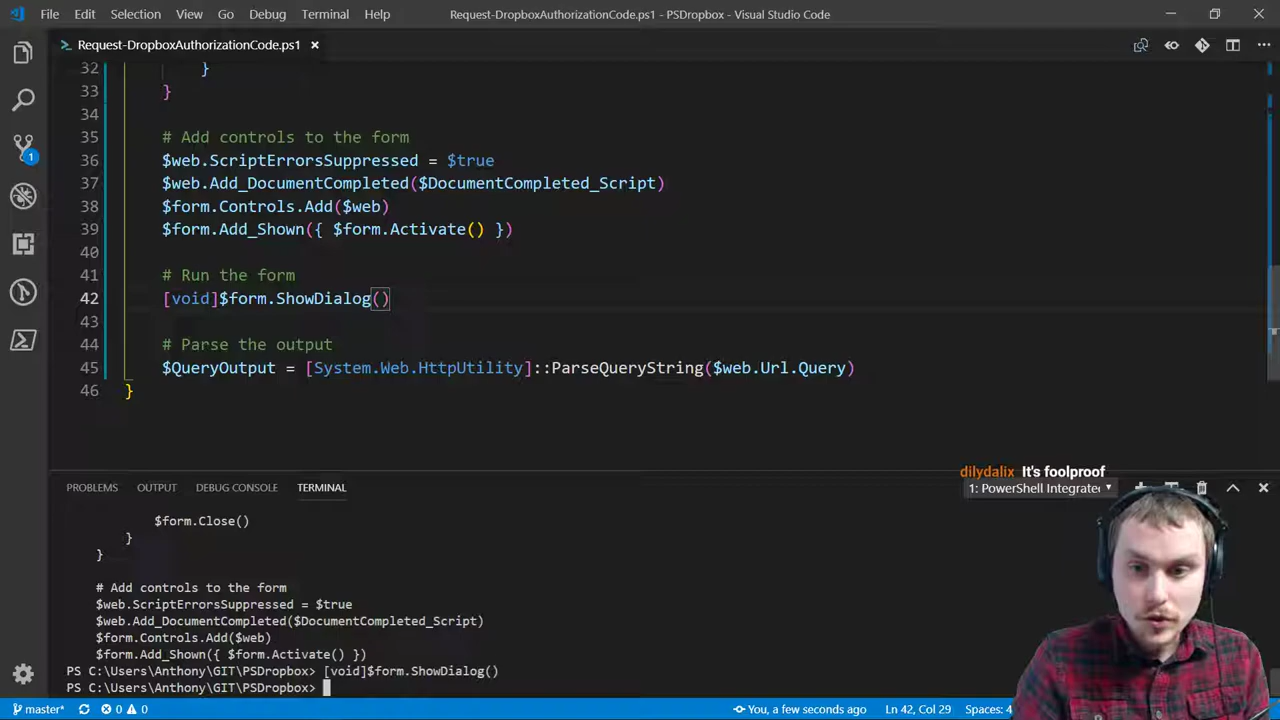 File Edit Selection View Go Debug Terminal Help Request-DropboxAuthorizationCode.ps1 - PSDropbox - Visual Studio Code
Request-DropboxAuthorizationCode.ps1
32 }
33 }
34
35 # Add controls to the form
36 $web.ScriptErrorsSuppressed = $true
37 $web.Add_DocumentCompleted($DocumentCompleted_Script)
38 $form.Controls.Add($web)
39 $form.Add_Shown({ $form.Activate() })
40
41 # Run the form
42 [void]$form.ShowDialog()
43
44 # Parse the output
45 $QueryOutput = [System.Web.HttpUtility]::ParseQueryString($web.Url.Query)
46 }
1
dilydalix It's foolproof
PROBLEMS OUTPUT DEBUG CONSOLE TERMINAL 1: PowerShell Integrate
$form.Close()
}
}
# Add controls to the form
$web.ScriptErrorsSuppressed = $true
$web.Add_DocumentCompleted($DocumentCompleted_Script)
$form.Controls.Add($web)
$form.Add_Shown({ $form.Activate() })
PS C:\Users\Anthony\GIT\PSDropbox> [void]$form.ShowDialog()
PS C:\Users\Anthony\GIT\PSDropbox>
master* 0 0 You, a few seconds ago Ln 42, Col 29 Spaces: 4